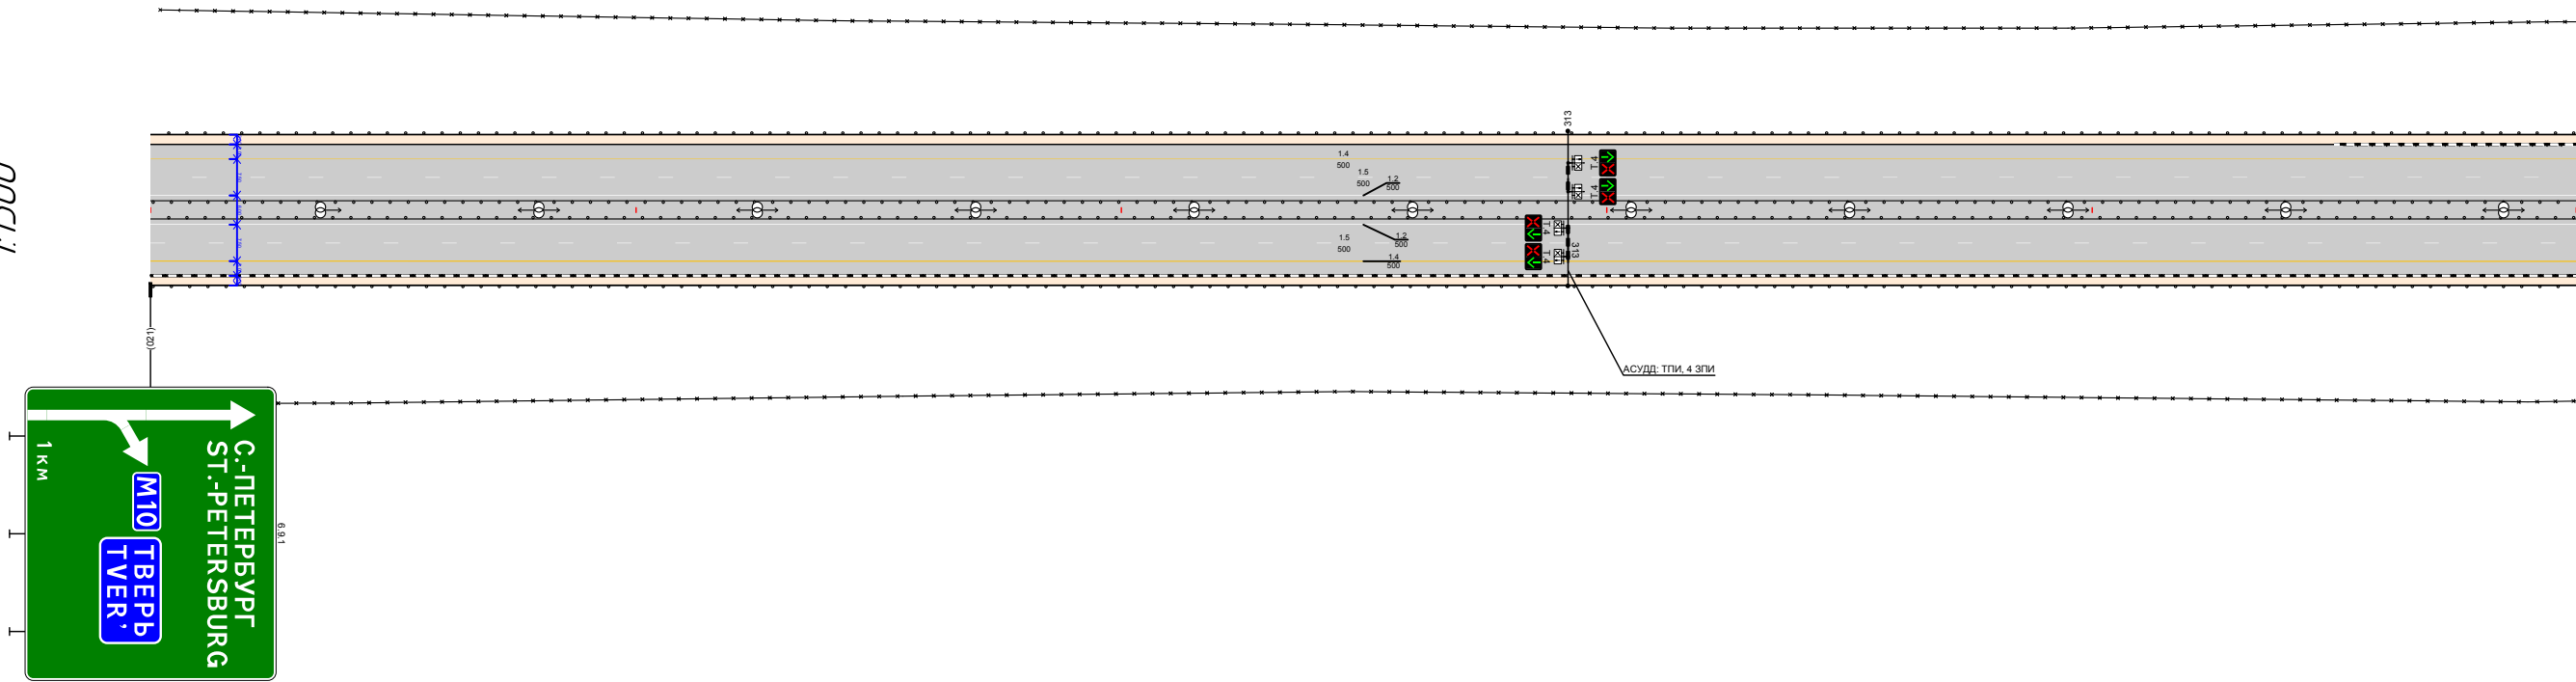 1:1500
313
1.4
500
1.5
500
1.2
500
Т.4
Т.4
1.5
500
1.2
500
1.4
500
Т.4
Т.4
313
(021)
АСУДД: ТПИ, 4 ЗПИ
С.-ПЕТЕРБУРГ
ST.-PETERSBURG
М10
ТВЕРЬ
TVER'
1 КМ
6.9.1